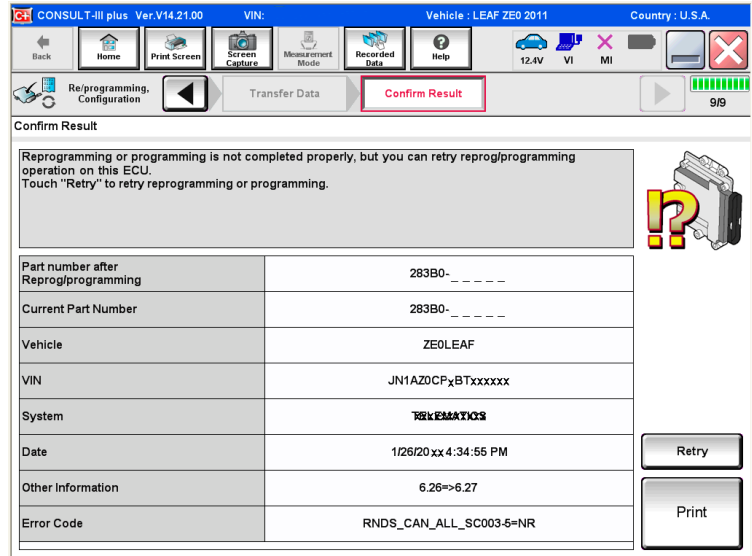 C+ CONSULT-III plus Ver.V14.21.00 VIN: Vehicle : LEAF ZE0 2011 Country : U.S.A.
Back Home Print Screen Screen Capture Measurement Mode Recorded Data Help 12.4V VI MI
Re/programming, Configuration Transfer Data Confirm Result 9/9
Confirm Result
Reprogramming or programming is not completed properly, but you can retry reprog/programming
operation on this ECU.
Touch "Retry" to retry reprogramming or programming.
!?
Part number after
Reprog/programming 283B0-_ _ _ _ _
Current Part Number 283B0-_ _ _ _ _
Vehicle ZE0LEAF
VIN JN1AZ0CPxBTxxxxxx
System TELEMATICS
Date 1/26/20xx 4:34:55 PM
Retry
Other Information 6.26=>6.27
Print
Error Code RNDS_CAN_ALL_SC003-5=NR